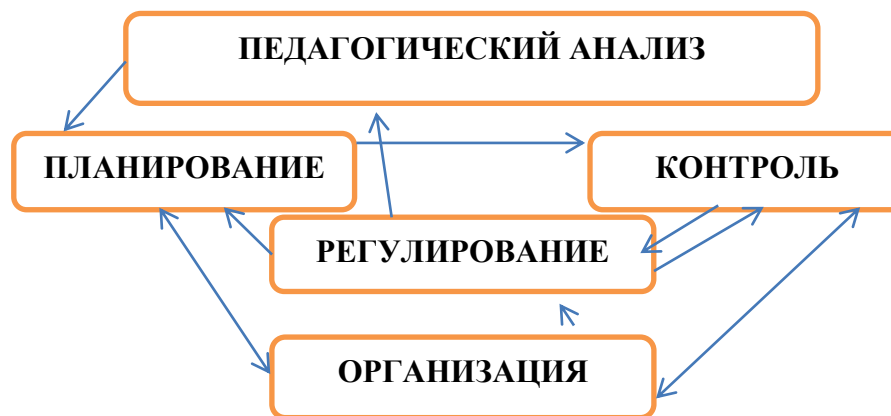 ПЕДАГОГИЧЕСКИЙ АНАЛИЗ
ПЛАНИРОВАНИЕ
КОНТРОЛЬ
РЕГУЛИРОВАНИЕ
ОРГАНИЗАЦИЯ